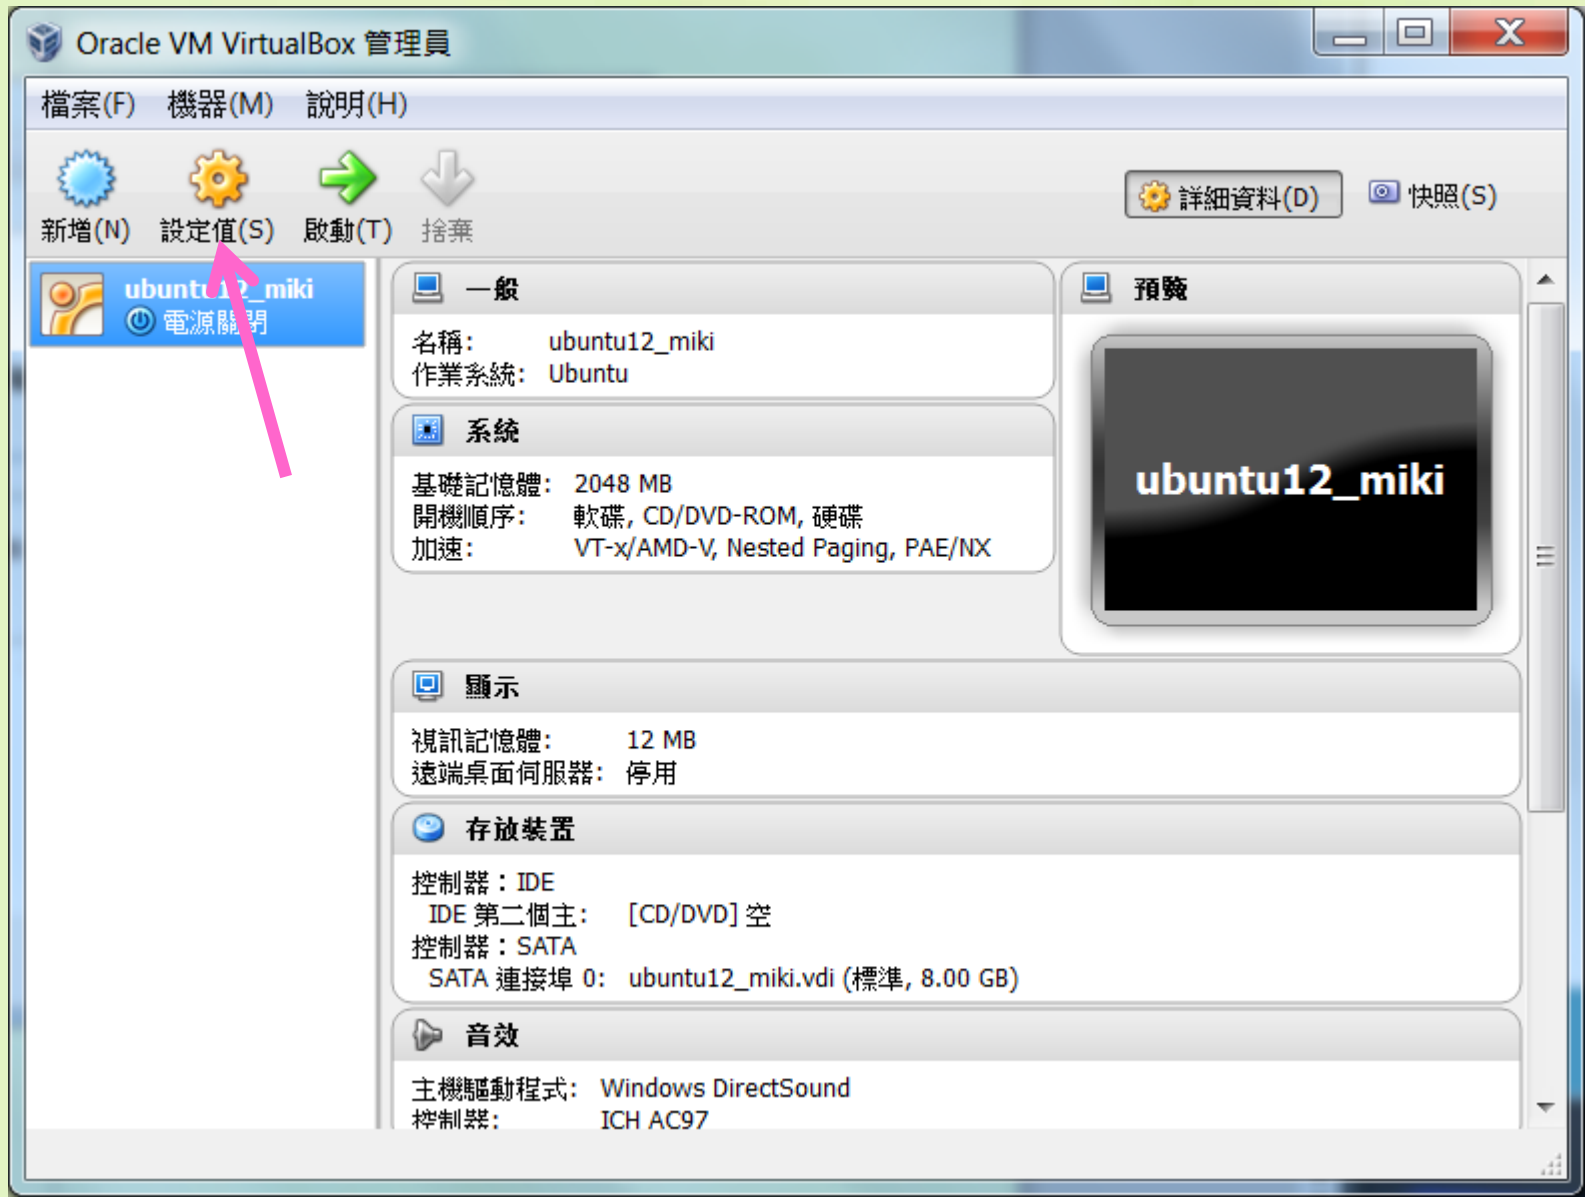 Oracle VM VirtualBox 管理員
檔案(F) 機器(M) 說明(H)
新增(N) 設定值(S) 啟動(T) 捨棄 詳細資料(D) 快照(S)
ubuntu12_miki
電源關閉
一般
名稱: ubuntu12_miki
作業系統: Ubuntu
系統
基礎記憶體: 2048 MB
開機順序: 軟碟, CD/DVD-ROM, 硬碟
加速: VT-x/AMD-V, Nested Paging, PAE/NX
預覽
ubuntu12_miki
顯示
視訊記憶體: 12 MB
遠端桌面伺服器: 停用
存放裝置
控制器：IDE
IDE 第二個主: [CD/DVD] 空
控制器：SATA
SATA 連接埠 0: ubuntu12_miki.vdi (標準, 8.00 GB)
音效
主機驅動程式: Windows DirectSound
控制器: ICH AC97